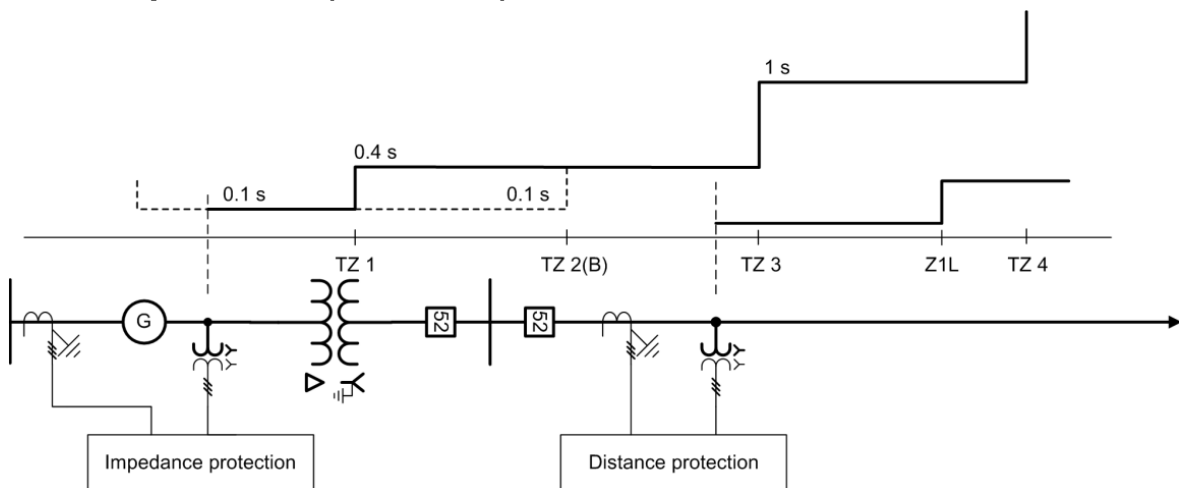 1 s
0.4 s
0.1 s
0.1 s
TZ 1
TZ 2(B)
TZ 3
Z1L
TZ 4
G
52
52
Y
Y
Y
Y
Impedance protection
Distance protection